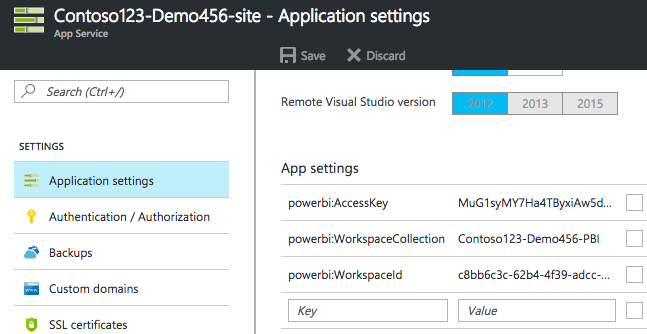 Contoso123-Demo456-site - Application settings
App Service
Save Discard
Search (Ctrl+/)
Remote Visual Studio version 2012 2013 2015
SETTINGS
App settings
Application settings
powerbi:AccessKey MuG1syMY7Ha4TByxiAw5d...
Authentication / Authorization
powerbi:WorkspaceCollection Contoso123-Demo456-PBI
Backups
powerbi:WorkspaceId c8bb6c3c-62b4-4f39-adcc-...
Custom domains
Key Value
SSL certificates